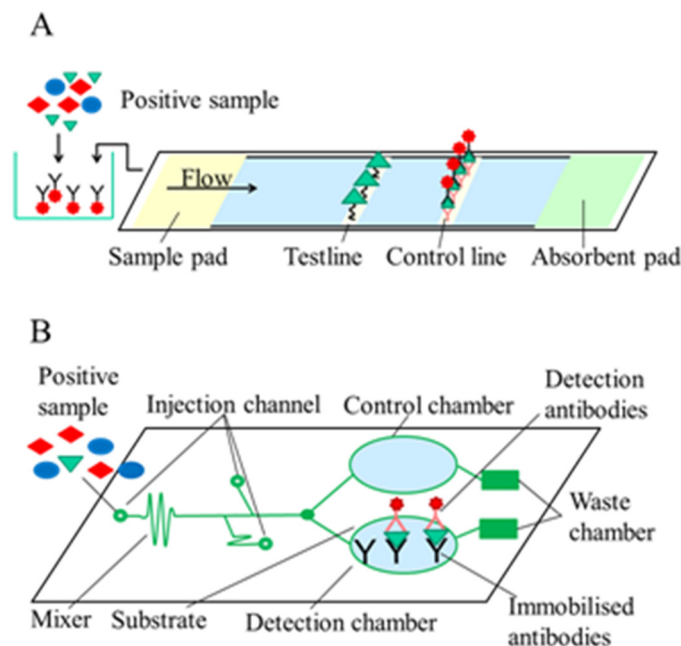 A
Positive sample
Flow
Sample pad
Testline
Control line
Absorbent pad
B
Positive
sample
Injection channel
Control chamber
Detection
antibodies
Waste
chamber
Mixer
Substrate
Detection chamber
Immobilised
antibodies